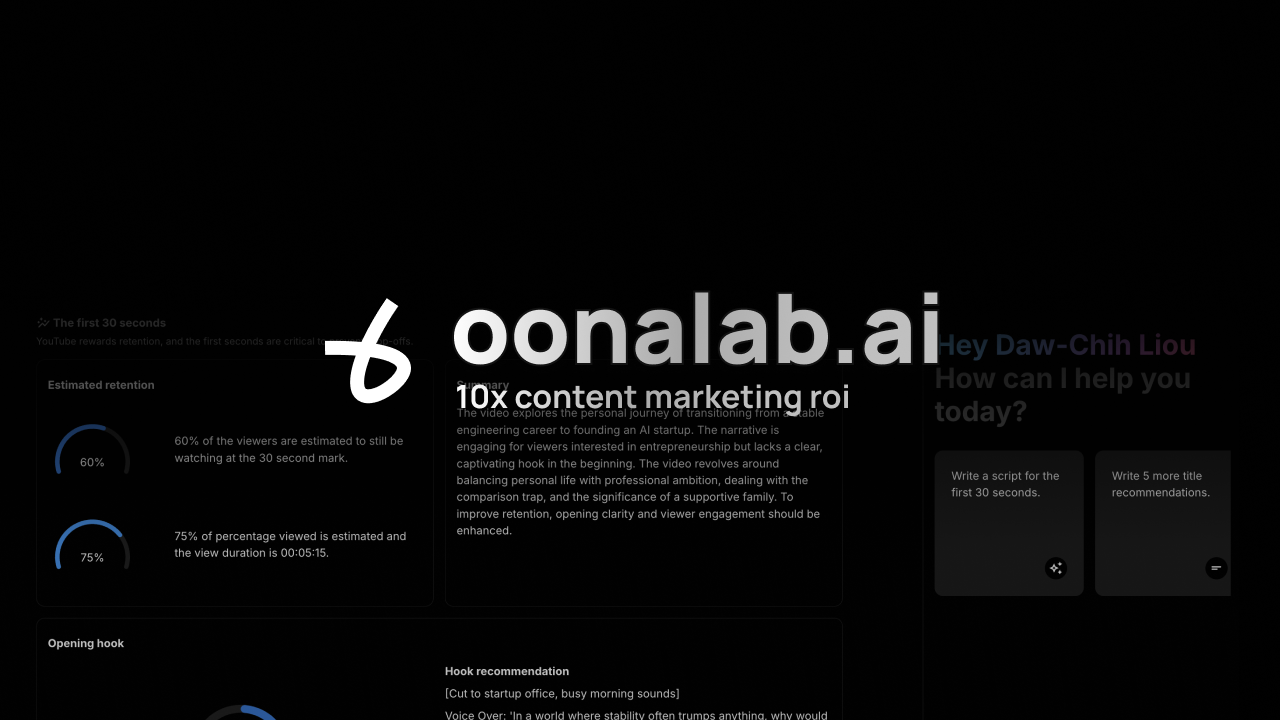 oonalab.ai
10x content marketing roi
The first 30 seconds
YouTube rewards retention, and the first seconds are critical to
-offs.
Estimated retention
60%
60% of the viewers are estimated to still be
watching at the 30 second mark.
75%
75% of percentage viewed is estimated and
the view duration is 00:05:15.
Summary
The video explores the personal journey of transitioning from a stable
engineering career to founding an AI startup. The narrative is
engaging for viewers interested in entrepreneurship but lacks a clear,
captivating hook in the beginning. The video revolves around
balancing personal life with professional ambition, dealing with the
comparison trap, and the significance of a supportive family. To
improve retention, opening clarity and viewer engagement should be
enhanced.
Opening hook
Hook recommendation
[Cut to startup office, busy morning sounds]
Voice Over: 'In a world where stability often trumps anything, why would
Hey Daw-Chih Liou
How can I help you
today?
Write a script for the
first 30 seconds.
Write 5 more title
recommendations.